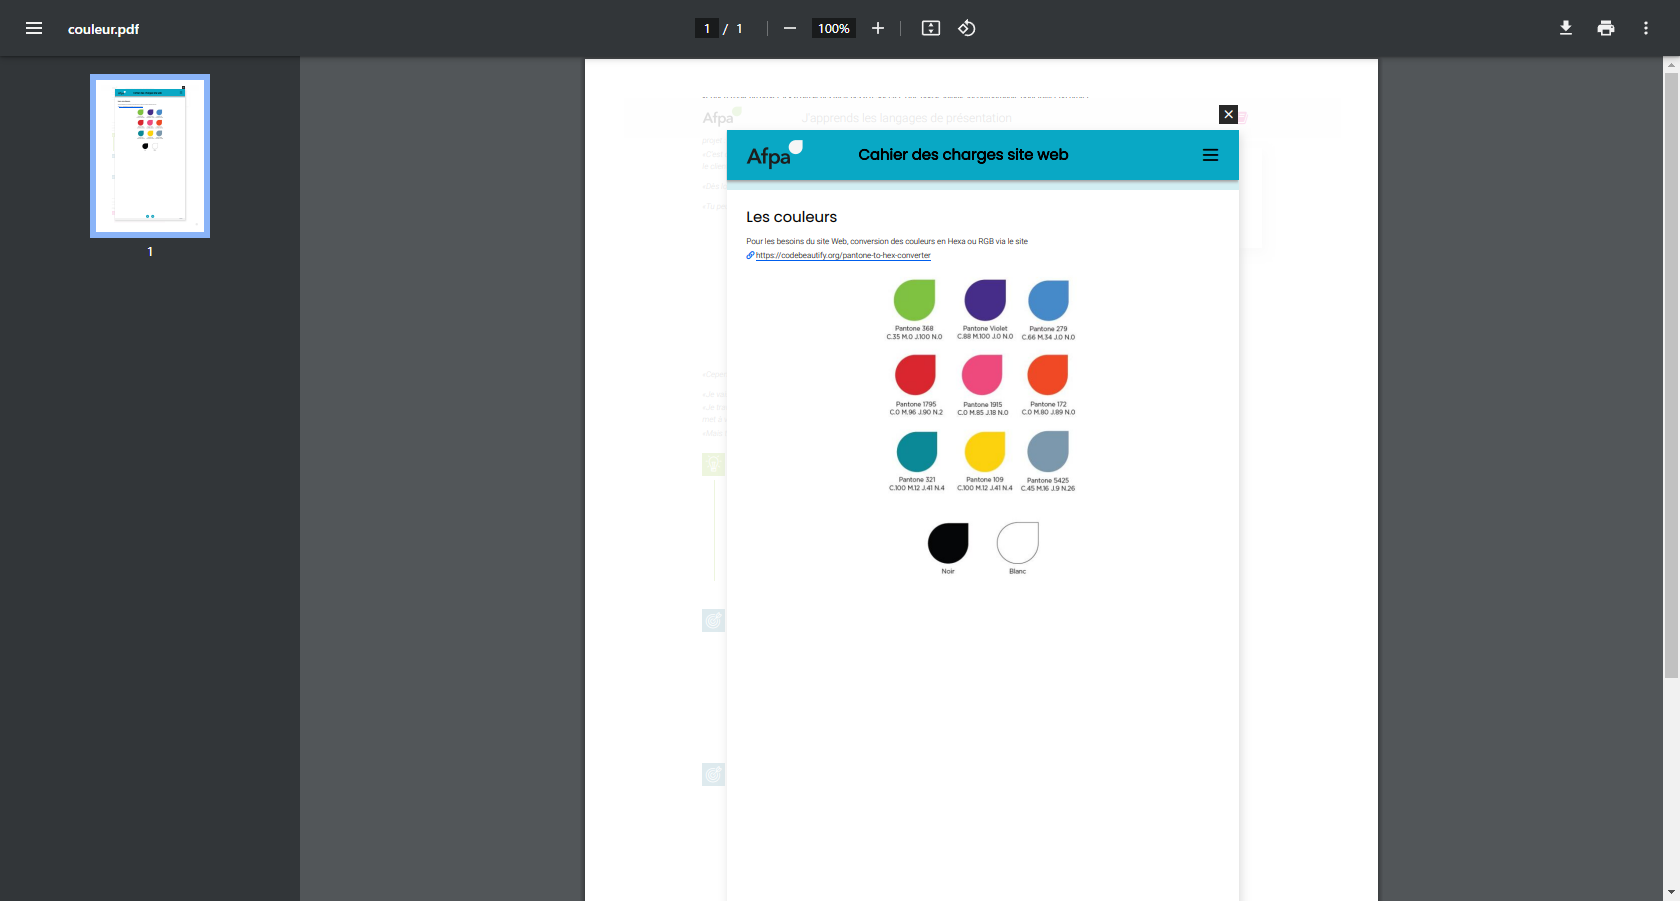 couleur.pdf
1 / 1
100%
1
Afpa
J'apprends les langages de présentation
Afpa
Cahier des charges site web
Les couleurs
Pour les besoins du site Web, conversion des couleurs en Hexa ou RGB via le site
https://codebeautify.org/pantone-to-hex-converter
Pantone 368
C.35 M.0 J.100 N.0
Pantone Violet
C.88 M.100 J.0 N.0
Pantone 279
C.66 M.34 J.0 N.0
Pantone 1795
C.0 M.96 J.90 N.2
Pantone 1915
C.0 M.85 J.18 N.0
Pantone 172
C.0 M.80 J.89 N.0
Pantone 321
C.100 M.12 J.41 N.4
Pantone 109
C.100 M.12 J.41 N.4
Pantone 5425
C.45 M.16 J.9 N.26
Noir
Blanc